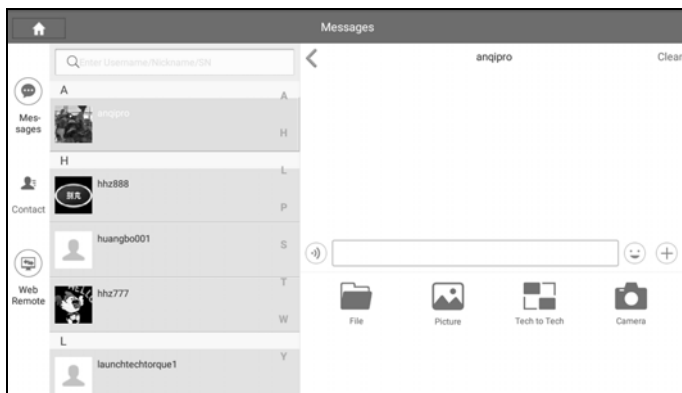 Messages
Enter Username/Nickname/SN
anqipro
Clear
A
anqipro
Mes-
sages
H
hhz888
Contact
huangbo001
Web
Remote
hhz777
L
launchtechtorque1
A
H
L
P
S
T
W
Y
File
Picture
Tech to Tech
Camera